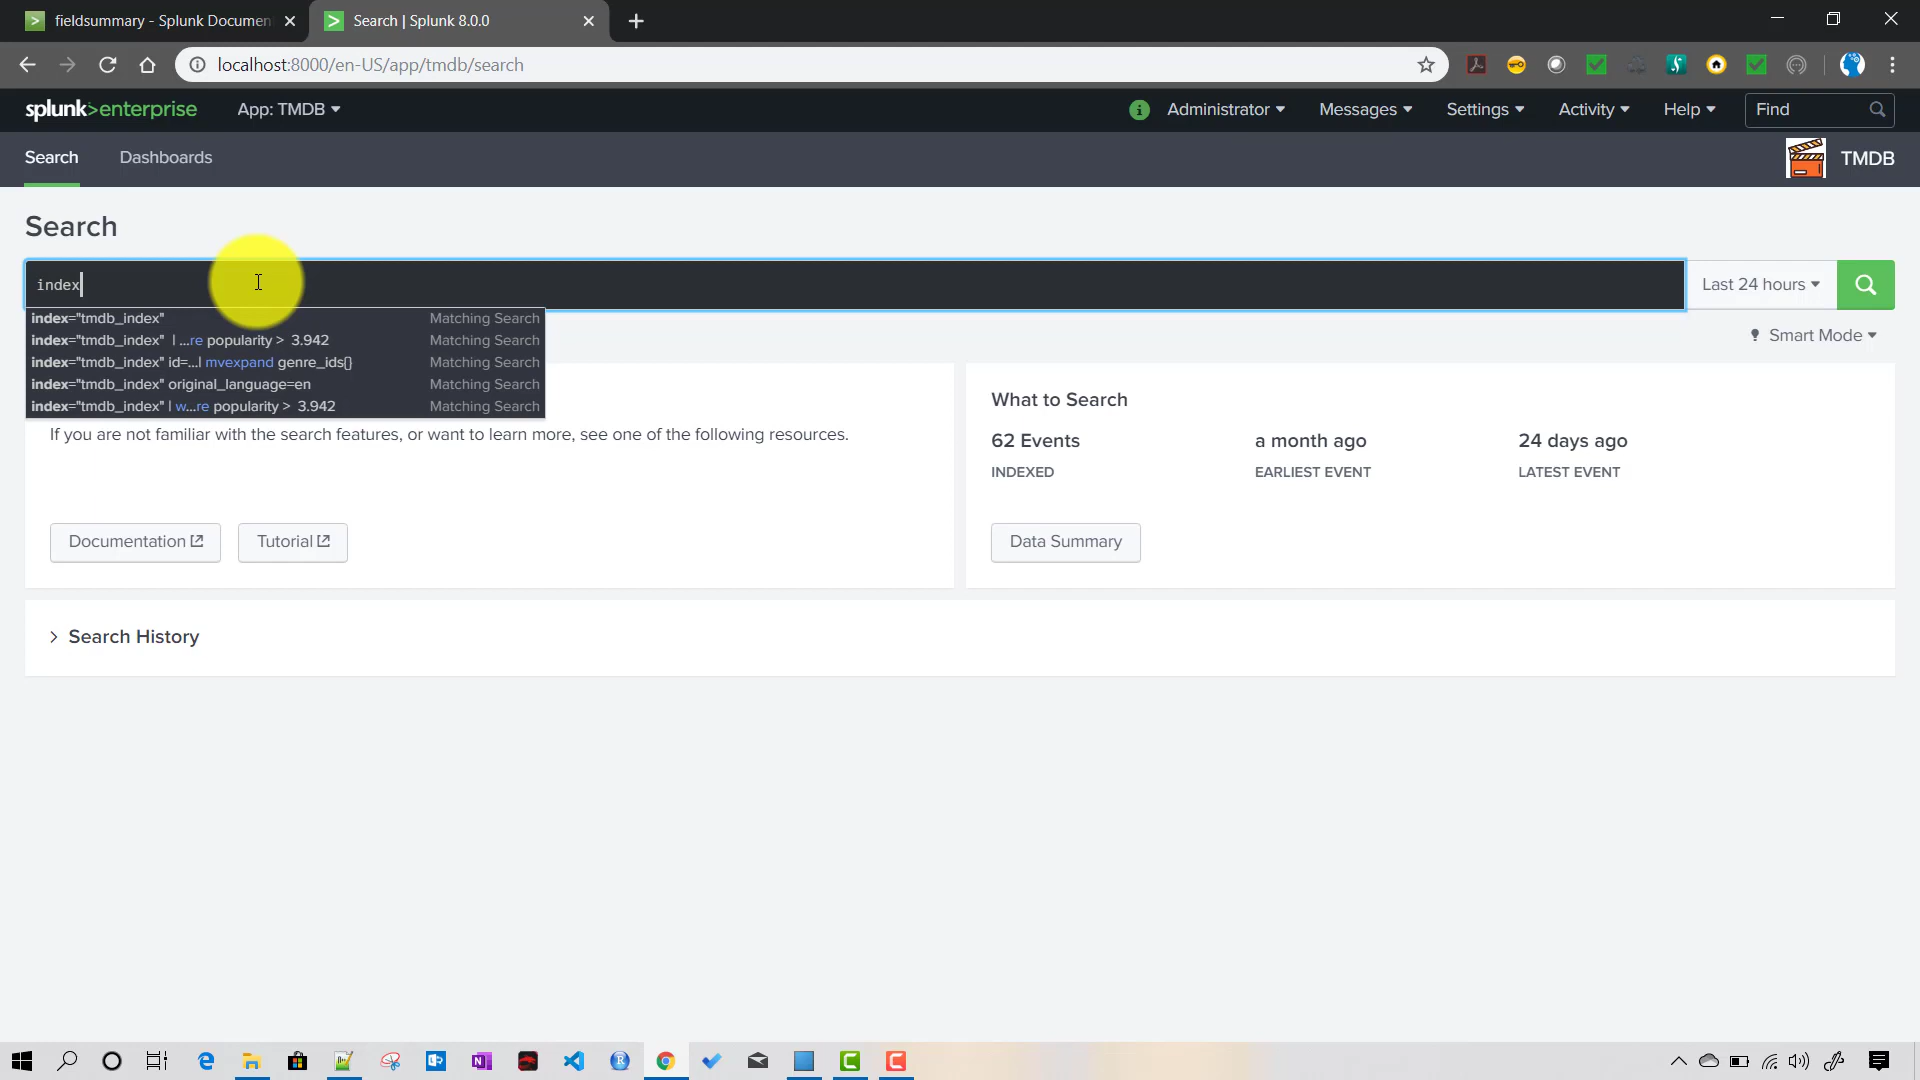 fieldsummary - Splunk Documen
Search | Splunk 8.0.0
localhost:8000/en-US/app/tmdb/search
splunk>enterprise
App: TMDB
Administrator
Messages
Settings
Activity
Help
Find
Search
Dashboards
TMDB
Search
index
Last 24 hours
index="tmdb_index" Matching Search
index="tmdb_index" | ...re popularity > 3.942 Matching Search
index="tmdb_index" id=...| mvexpand genre_ids{} Matching Search
index="tmdb_index" original_language=en Matching Search
index="tmdb_index" | w...re popularity > 3.942 Matching Search
Smart Mode
If you are not familiar with the search features, or want to learn more, see one of the following resources.
Documentation
Tutorial
What to Search
62 Events
INDEXED
a month ago
EARLIEST EVENT
24 days ago
LATEST EVENT
Data Summary
Search History